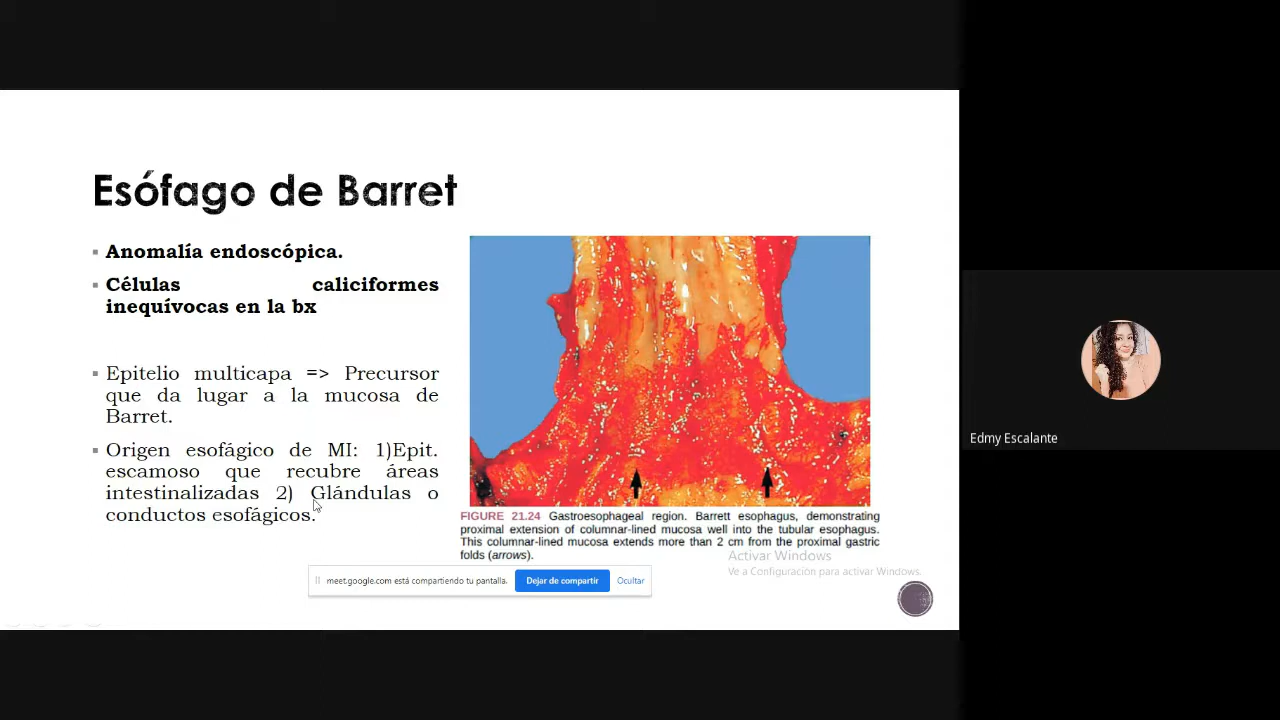 Esófago de Barret
Anomalía endoscópica.
Células caliciformes
inequívocas en la bx
Epitelio multicapa => Precursor
que da lugar a la mucosa de
Barret.
Origen esofágico de MI: 1)Epit.
escamoso que recubre áreas
intestinalizadas 2) Glándulas o
conductos esofágicos.
FIGURE 21.24 Gastroesophageal region. Barrett esophagus, demonstrating
proximal extension of columnar-lined mucosa well into the tubular esophagus.
This columnar-lined mucosa extends more than 2 cm from the proximal gastric
folds (arrows).
Activar Windows
Ve a Configuración para activar Windows.
meet.google.com está compartiendo tu pantalla.
Dejar de compartir
Ocultar
Edmy Escalante